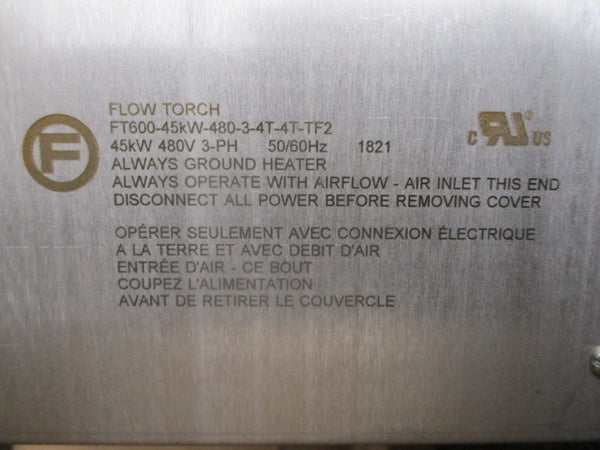 F
FLOW TORCH
FT600-45kW-480-3-4T-4T-TF2
45kW 480V 3-PH 50/60Hz 1821
C RU® US
ALWAYS GROUND HEATER
ALWAYS OPERATE WITH AIRFLOW - AIR INLET THIS END
DISCONNECT ALL POWER BEFORE REMOVING COVER
OPÉRER SEULEMENT AVEC CONNEXION ÉLECTRIQUE
A LA TERRE ET AVEC DEBIT D'AIR
ENTRÉE D'AIR - CE BOUT
COUPEZ L'ALIMENTATION
AVANT DE RETIRER LE COUVERCLE